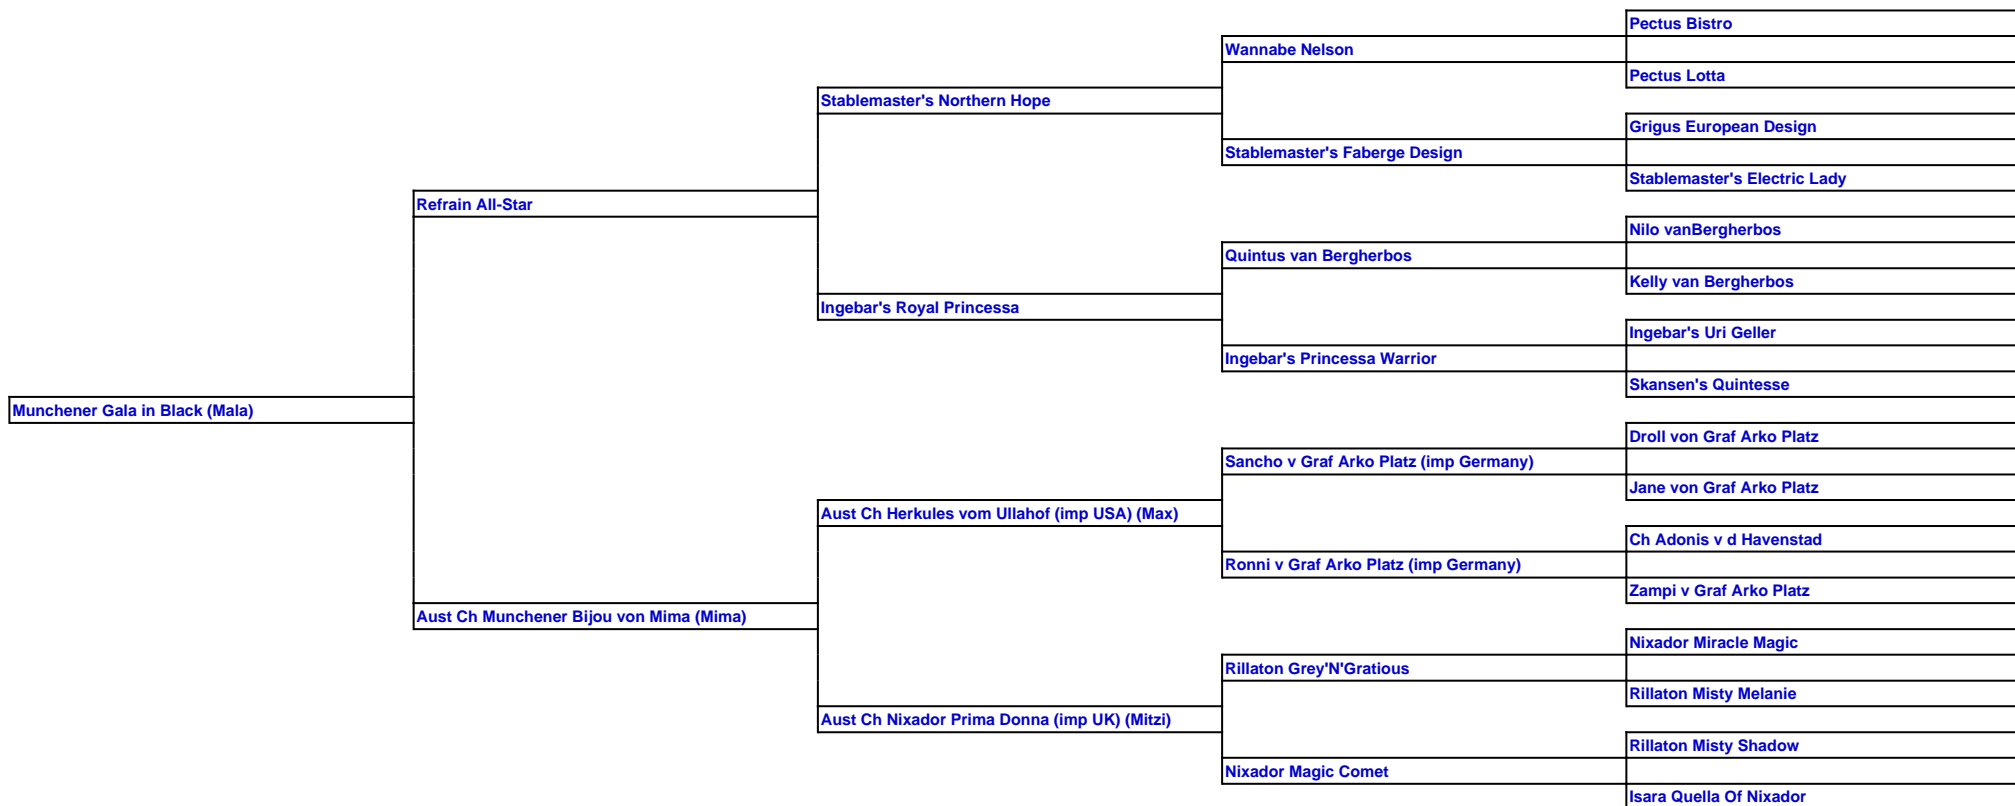 Pectus Bistro
Wannabe Nelson
Pectus Lotta
Stablemaster's Northern Hope
Grigus European Design
Stablemaster's Faberge Design
Stablemaster's Electric Lady
Refrain All-Star
Nilo vanBergherbos
Quintus van Bergherbos
Kelly van Bergherbos
Ingebar's Royal Princessa
Ingebar's Uri Geller
Ingebar's Princessa Warrior
Skansen's Quintesse
Munchener Gala in Black (Mala)
Droll von Graf Arko Platz
Sancho v Graf Arko Platz (imp Germany)
Jane von Graf Arko Platz
Aust Ch Herkules vom Ullahof (imp USA) (Max)
Ch Adonis v d Havenstad
Ronni v Graf Arko Platz (imp Germany)
Zampi v Graf Arko Platz
Aust Ch Munchener Bijou von Mima (Mima)
Nixador Miracle Magic
Rillaton Grey'N'Gratious
Rillaton Misty Melanie
Aust Ch Nixador Prima Donna (imp UK) (Mitzi)
Rillaton Misty Shadow
Nixador Magic Comet
Isara Quella Of Nixador